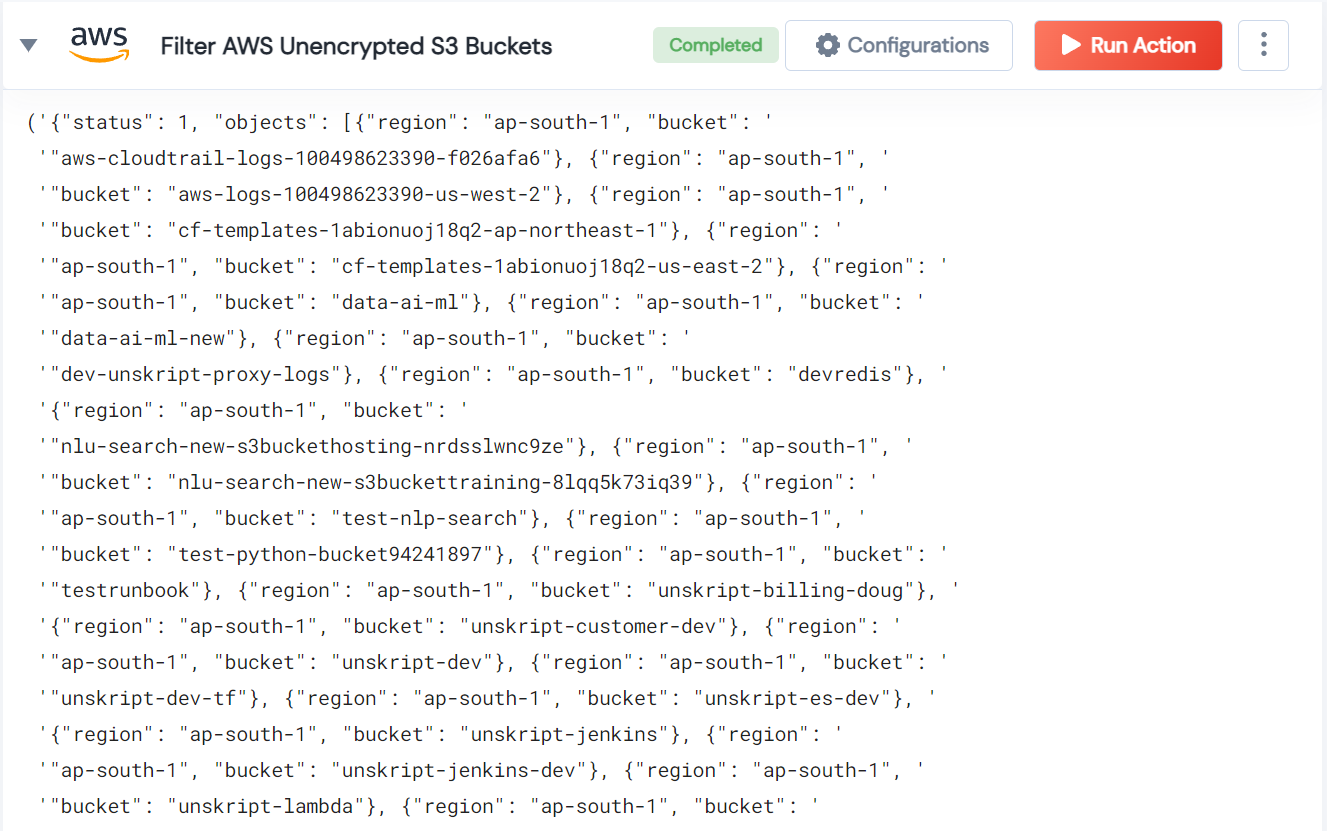 aws Filter AWS Unencrypted S3 Buckets Completed Configurations Run Action
('{"status": 1, "objects": [{"region": "ap-south-1", "bucket": '
'"aws-cloudtrail-logs-100498623390-f026afa6"}, {"region": "ap-south-1", '
'"bucket": "aws-logs-100498623390-us-west-2"}, {"region": "ap-south-1", '
'"bucket": "cf-templates-1abionuoj18q2-ap-northeast-1"}, {"region": '
'"ap-south-1", "bucket": "cf-templates-1abionuoj18q2-us-east-2"}, {"region": '
'"ap-south-1", "bucket": "data-ai-ml"}, {"region": "ap-south-1", "bucket": '
'"data-ai-ml-new"}, {"region": "ap-south-1", "bucket": '
'"dev-unskript-proxy-logs"}, {"region": "ap-south-1", "bucket": "devredis"}, '
'{"region": "ap-south-1", "bucket": '
'"nlu-search-new-s3buckethosting-nrdsslwnc9ze"}, {"region": "ap-south-1", '
'"bucket": "nlu-search-new-s3buckettraining-8lqq5k73iq39"}, {"region": '
'"ap-south-1", "bucket": "test-nlp-search"}, {"region": "ap-south-1", '
'"bucket": "test-python-bucket94241897"}, {"region": "ap-south-1", "bucket": '
'"testrunbook"}, {"region": "ap-south-1", "bucket": "unskript-billing-doug"}, '
'{"region": "ap-south-1", "bucket": "unskript-customer-dev"}, {"region": '
'"ap-south-1", "bucket": "unskript-dev"}, {"region": "ap-south-1", "bucket": '
'"unskript-dev-tf"}, {"region": "ap-south-1", "bucket": "unskript-es-dev"}, '
'{"region": "ap-south-1", "bucket": "unskript-jenkins"}, {"region": '
'"ap-south-1", "bucket": "unskript-jenkins-dev"}, {"region": "ap-south-1", '
'"bucket": "unskript-lambda"}, {"region": "ap-south-1", "bucket": '